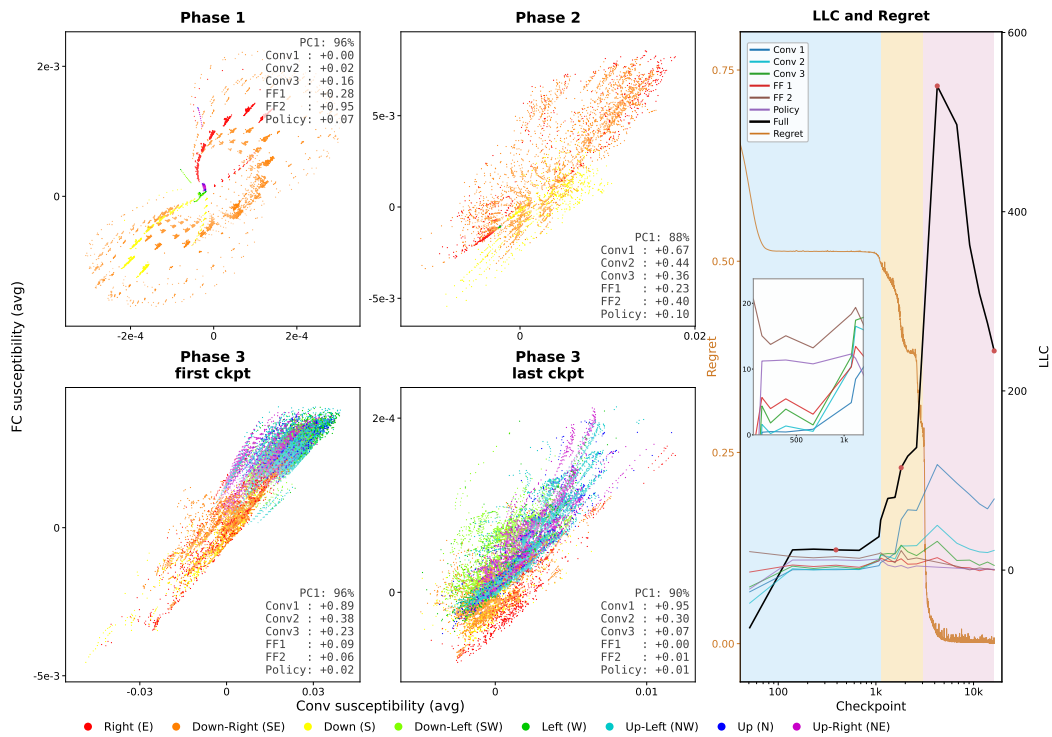 Phase 1
PC1: 96%
Conv1 : +0.00
Conv2 : +0.02
Conv3 : +0.16
FF1 : +0.28
FF2 : +0.95
Policy: +0.07
2e-3
0
-2e-4
0
2e-4
Phase 2
5e-3
0
-5e-3
PC1: 88%
Conv1 : +0.67
Conv2 : +0.44
Conv3 : +0.36
FF1 : +0.23
FF2 : +0.40
Policy: +0.10
0
0.02
FC susceptibility (avg)
Phase 3
first ckpt
0
-5e-3
PC1: 96%
Conv1 : +0.89
Conv2 : +0.38
Conv3 : +0.23
FF1 : +0.09
FF2 : +0.06
Policy: +0.02
-0.03
0
0.03
Phase 3
last ckpt
2e-4
0
PC1: 90%
Conv1 : +0.95
Conv2 : +0.30
Conv3 : +0.07
FF1 : +0.00
FF2 : +0.01
Policy: +0.01
0
0.01
Conv susceptibility (avg)
LLC and Regret
Conv 1
Conv 2
Conv 3
FF 1
FF 2
Policy
Full
Regret
0.75
0.50
0.25
0.00
Regret
20
10
0
500
1k
600
400
200
0
LLC
100
1k
10k
Checkpoint
Right (E)
Down-Right (SE)
Down (S)
Down-Left (SW)
Left (W)
Up-Left (NW)
Up (N)
Up-Right (NE)